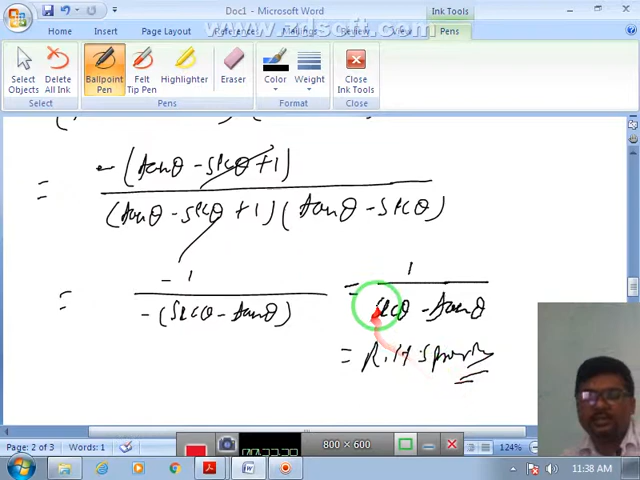 Doc1 - Microsoft Word
Ink Tools
www.zdsoft.com
Home Insert Page Layout References Mailings Review View Pens
Select Objects
Delete All Ink
Ballpoint Pen
Felt Tip Pen
Highlighter
Eraser
Color
Weight
Close Ink Tools
Select Pens Format Close
-(tanθ - secθ + 1)
=
(tanθ - secθ + 1)(tanθ - secθ)
-1
=
-(secθ - tanθ)
1
=
secθ - tanθ
= R.H.S
Page: 2 of 3 Words: 1
800 × 600
124%
11:38 AM